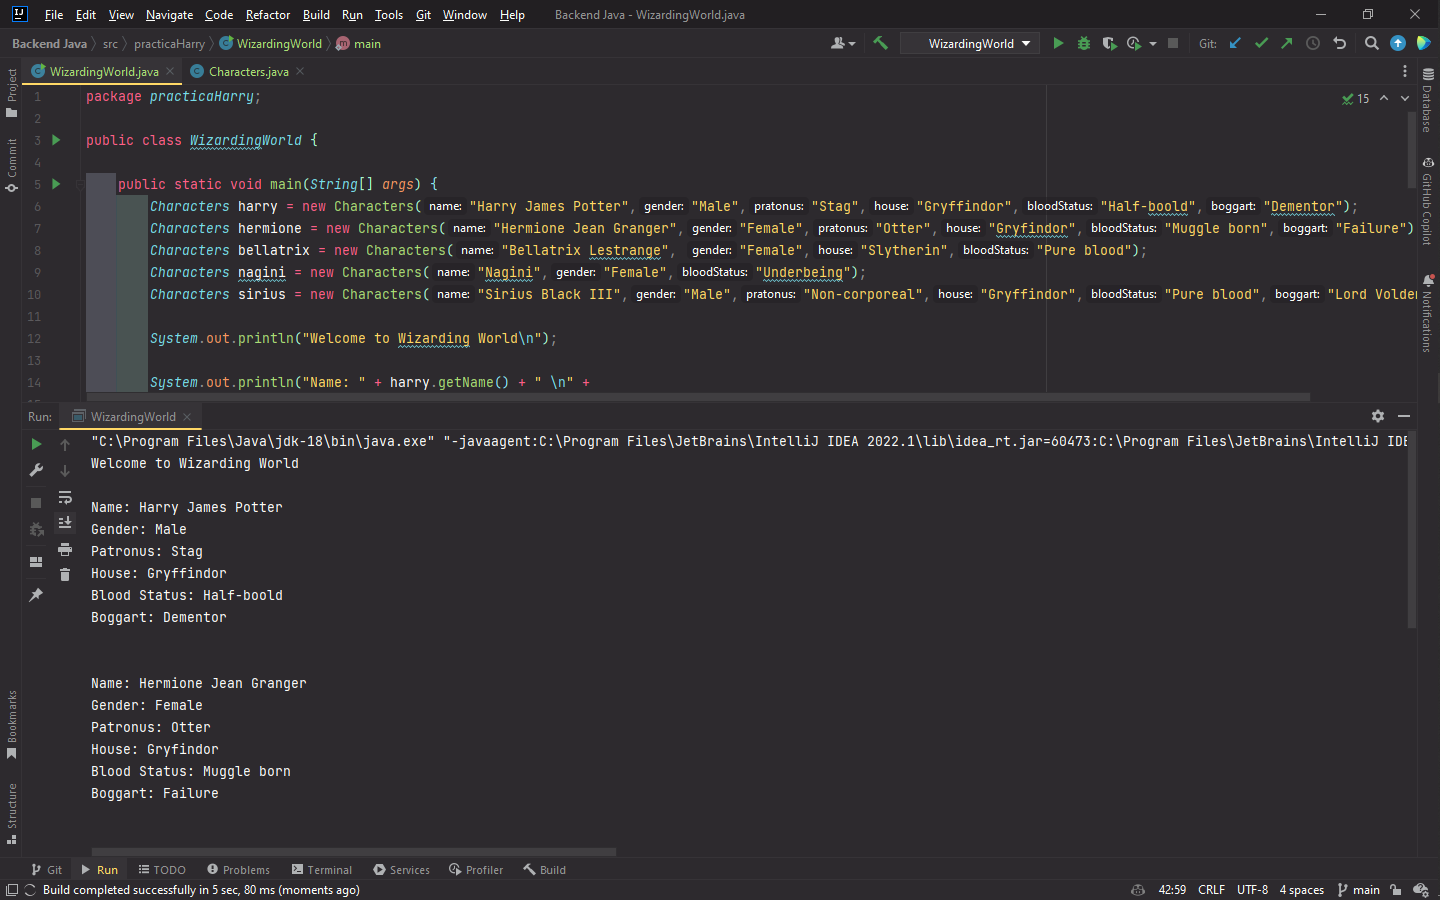 File Edit View Navigate Code Refactor Build Run Tools Git Window Help Backend Java - WizardingWorld.java
Backend Java src practicaHarry WizardingWorld main WizardingWorld Git:
WizardingWorld.java Characters.java
Project
Commit
Bookmarks
Structure
Database
GitHub Copilot
Notifications
15
1 package practicaHarry;
2
3 public class WizardingWorld {
4
5 public static void main(String[] args) {
6 Characters harry = new Characters( name: "Harry James Potter", gender: "Male", pratonus: "Stag", house: "Gryffindor", bloodStatus: "Half-boold", boggart: "Dementor");
7 Characters hermione = new Characters( name: "Hermione Jean Granger", gender: "Female", pratonus: "Otter", house: "Gryfindor", bloodStatus: "Muggle born", boggart: "Failure")
8 Characters bellatrix = new Characters( name: "Bellatrix Lestrange", gender: "Female", house: "Slytherin", bloodStatus: "Pure blood");
9 Characters nagini = new Characters( name: "Nagini", gender: "Female", bloodStatus: "Underbeing");
10 Characters sirius = new Characters( name: "Sirius Black III", gender: "Male", pratonus: "Non-corporeal", house: "Gryffindor", bloodStatus: "Pure blood", boggart: "Lord Volde
11
12 System.out.println("Welcome to Wizarding World\n");
13
14 System.out.println("Name: " + harry.getName() + " \n" +
Run: WizardingWorld
"C:\Program Files\Java\jdk-18\bin\java.exe" "-javaagent:C:\Program Files\JetBrains\IntelliJ IDEA 2022.1\lib\idea_rt.jar=60473:C:\Program Files\JetBrains\IntelliJ IDE
Welcome to Wizarding World
Name: Harry James Potter
Gender: Male
Patronus: Stag
House: Gryffindor
Blood Status: Half-boold
Boggart: Dementor
Name: Hermione Jean Granger
Gender: Female
Patronus: Otter
House: Gryfindor
Blood Status: Muggle born
Boggart: Failure
Git Run TODO Problems Terminal Services Profiler Build
Build completed successfully in 5 sec, 80 ms (moments ago) 42:59 CRLF UTF-8 4 spaces main